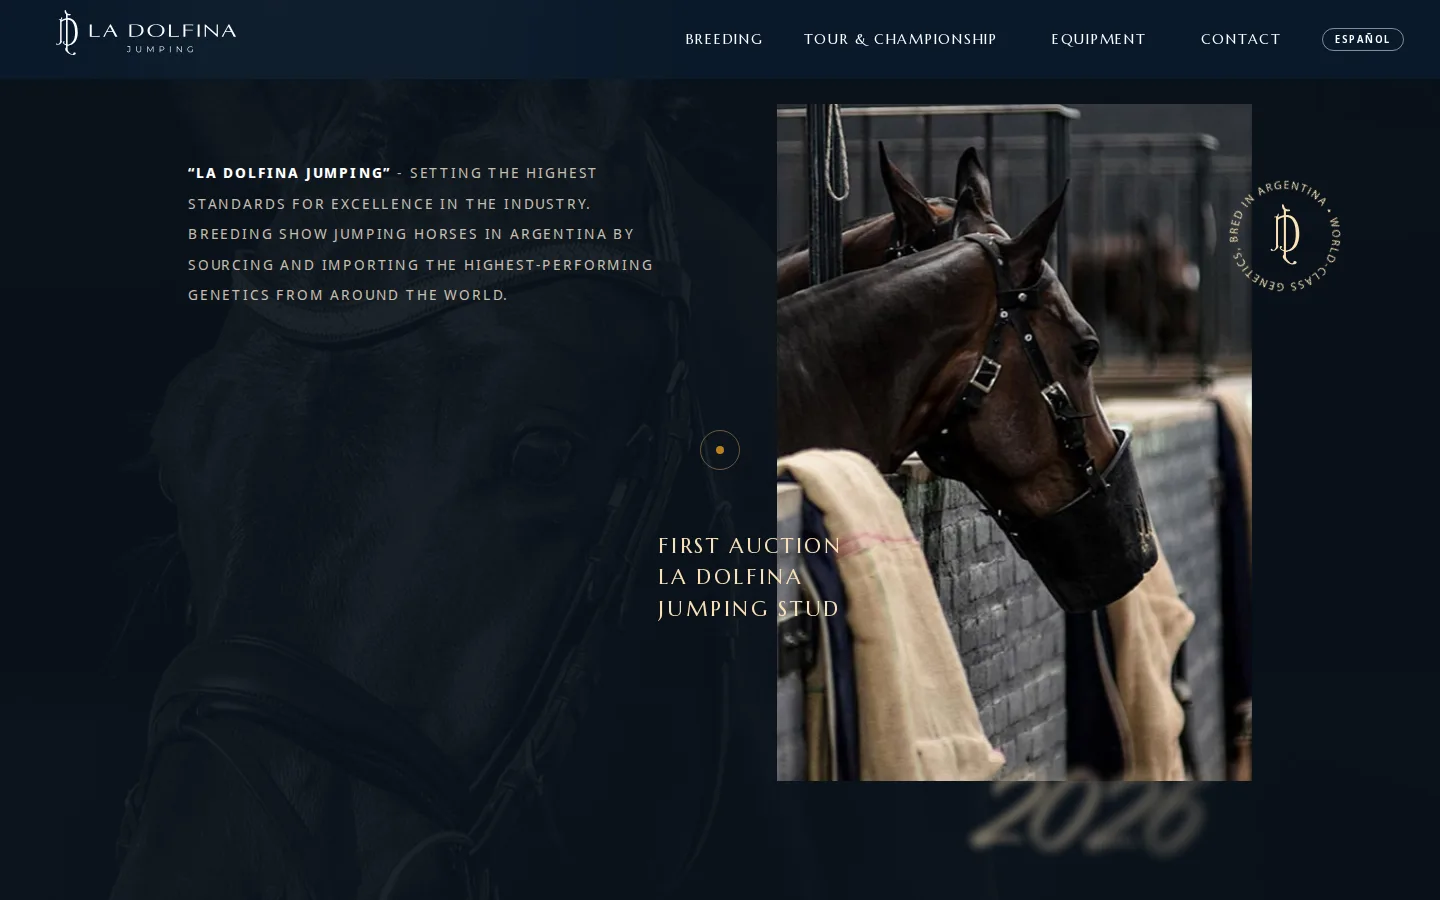 LA DOLFINA
JUMPING
BREEDING
TOUR & CHAMPIONSHIP
EQUIPMENT
CONTACT
ESPAÑOL
“LA DOLFINA JUMPING” - SETTING THE HIGHEST
STANDARDS FOR EXCELLENCE IN THE INDUSTRY.
BREEDING SHOW JUMPING HORSES IN ARGENTINA BY
SOURCING AND IMPORTING THE HIGHEST-PERFORMING
GENETICS FROM AROUND THE WORLD.
BRED IN ARGENTINA • WORLD-CLASS GENETICS.
FIRST AUCTION
LA DOLFINA
JUMPING STUD
2026